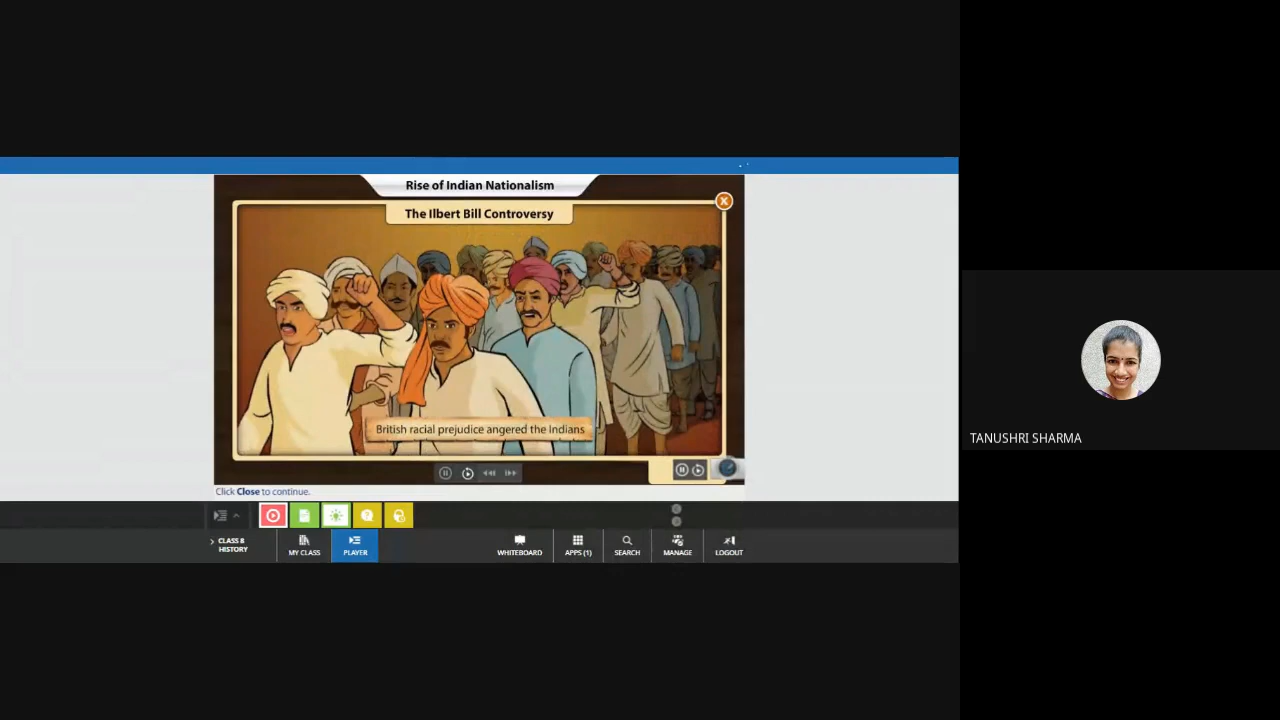 Rise of Indian Nationalism
The Ilbert Bill Controversy
X
British racial prejudice angered the Indians
Click Close to continue.
TANUSHRI SHARMA
CLASS 8
HISTORY
MY CLASS
PLAYER
WHITEBOARD
APPS (1)
SEARCH
MANAGE
LOGOUT